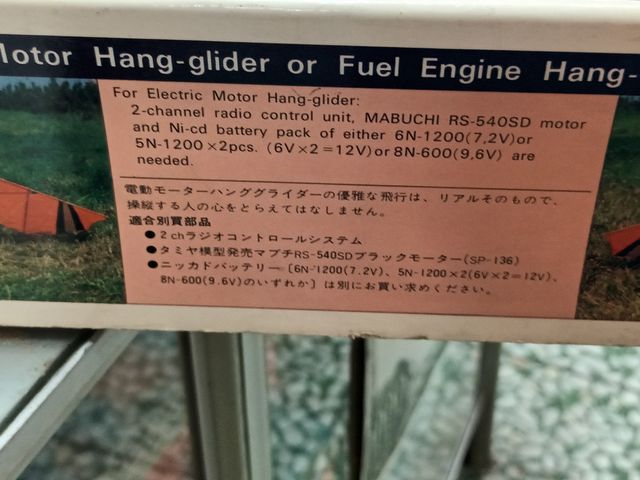 Motor Hang-glider or Fuel Engine Hang-
For Electric Motor Hang-glider:
2-channel radio control unit, MABUCHI RS-540SD motor
and Ni-cd battery pack of either 6N-1200(7,2V)or
5N-1200×2pcs. (6V×2=12V)or 8N-600(9,6V) are
needed.
電動モーターハンググライダーの優雅な飛行は、リアルそのもので、
操縦する人の心をとらえてはなしません。
適合別買部品
●2chラジオコントロールシステム
●タミヤ模型発売マブチRS-540SDブラックモーター(SP-136)
●ニッカドバッテリー〔6N-1200(7.2V)、5N-1200×2(6V×2=12V)、
8N-600(9.6V)のいずれか〕は別にお買い求めください。